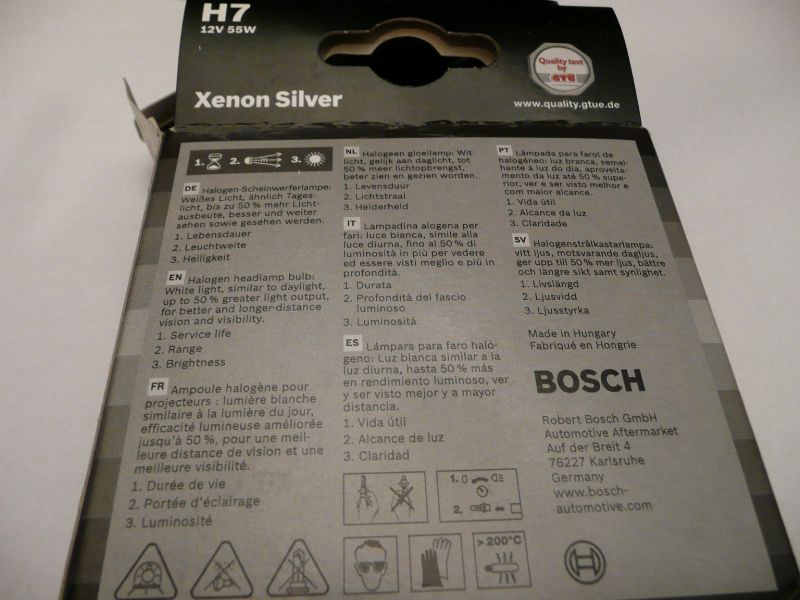 H7
12V 55W
Xenon Silver
Quality test
by
GTÜ
www.quality.gtue.de
1. 2. 3.
DE Halogen-Scheinwerferlampe:
Weißes Licht, ähnlich Tages-
licht, bis zu 50 % mehr Licht-
ausbeute, besser und weiter
sehen sowie gesehen werden.
1. Lebensdauer
2. Leuchtweite
3. Helligkeit
EN Halogen headlamp bulb:
White light, similar to daylight,
up to 50 % greater light output,
for better and longer-distance
vision and visibility.
1. Service life
2. Range
3. Brightness
FR Ampoule halogène pour
projecteurs : lumière blanche
similaire à la lumière du jour,
efficacité lumineuse améliorée
jusqu'à 50 %, pour une meil-
leure distance de vision et une
meilleure visibilité.
1. Durée de vie
2. Portée d'éclairage
3. Luminosité
NL Halogeen gloeilamp: Wit
licht, gelijk aan daglicht, tot
50 % meer lichtopbrengst,
beter zien en gezien worden.
1. Levensduur
2. Lichtstraal
3. Helderheid
IT Lampadina alogena per
fari: luce bianca, simile alla
luce diurna, fino al 50 % di
luminosità in più per vedere
ed essere visti meglio e più in
profondità.
1. Durata
2. Profondità del fascio
luminoso
3. Luminosità
ES Lámpara para faro haló-
geno: Luz blanca similar a la
luz diurna, hasta 50 % más
en rendimiento luminoso, ver
y ser visto mejor y a mayor
distancia.
1. Vida útil
2. Alcance de luz
3. Claridad
PT Lâmpada para farol de
halogéneo: luz branca, semel-
hante à luz do dia, aproveita-
mento da luz até 50 % supe-
rior, ver e ser visto melhor e
com maior alcance.
1. Vida útil
2. Alcance da luz
3. Claridade
SV Halogenstrålkastarlampa:
vitt ljus, motsvarande dagljus,
ger upp till 50 % mer ljus, bättre
och längre sikt samt synlighet.
1. Livslängd
2. Ljusvidd
3. Ljusstyrka
Made in Hungary
Fabriqué en Hongrie
BOSCH
Robert Bosch GmbH
Automotive Aftermarket
Auf der Breit 4
76227 Karlsruhe
Germany
www.bosch-
automotive.com
1. 0
2.
> 200°C